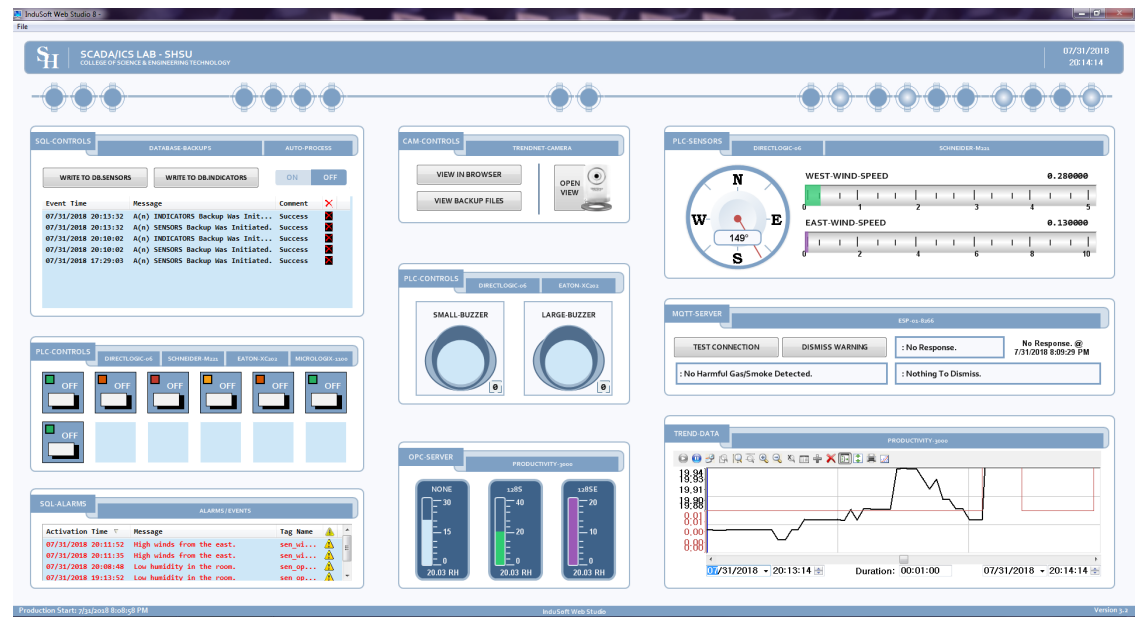 InduSoft Web Studio 8 -
File
SH
SCADA/ICS LAB - SHSU
COLLEGE OF SCIENCE & ENGINEERING TECHNOLOGY
07/31/2018
20:14:14
SQL-CONTROLS
DATABASE-BACKUPS AUTO-PROCESS
WRITE TO DB.SENSORS WRITE TO DB.INDICATORS ON OFF
Event Time Message Comment
07/31/2018 20:13:32 A(n) INDICATORS Backup Was Init... Success
07/31/2018 20:13:32 A(n) SENSORS Backup Was Initiated. Success
07/31/2018 20:10:02 A(n) INDICATORS Backup Was Init... Success
07/31/2018 20:10:02 A(n) SENSORS Backup Was Initiated. Success
07/31/2018 17:29:03 A(n) SENSORS Backup Was Initiated. Success
PLC-CONTROLS
DIRECTLOGIC-06 SCHNEIDER-M221 EATON-XC202 MICROLOGIX-1100
OFF OFF OFF OFF OFF OFF
OFF
SQL-ALARMS
ALARMS/EVENTS
Activation Time Message Tag Name
07/31/2018 20:11:52 High winds from the east. sen_wi...
07/31/2018 20:11:35 High winds from the east. sen_wi...
07/31/2018 20:08:48 Low humidity in the room. sen_op...
07/31/2018 19:13:52 Low humidity in the room. sen_op...
CAM-CONTROLS
TRENDNET-CAMERA
VIEW IN BROWSER
VIEW BACKUP FILES
OPEN
VIEW
PLC-CONTROLS
DIRECTLOGIC-06 EATON-XC202
SMALL-BUZZER LARGE-BUZZER
0 0
OPC-SERVER
PRODUCTIVITY-3000
NONE 128S 128SE
30 40 20
15 20 10
0 0 0
20.03 RH 20.03 RH 20.03 RH
PLC-SENSORS
DIRECTLOGIC-06 SCHNEIDER-M221
N
W E
149°
S
WEST-WIND-SPEED 0.280000
0 1 2 3 4 5
EAST-WIND-SPEED 0.130000
0 2 4 6 8 10
MQTT-SERVER
ESP-01-8266
TEST CONNECTION DISMISS WARNING : No Response.
No Response. @
7/31/2018 8:09:29 PM
: No Harmful Gas/Smoke Detected. : Nothing To Dismiss.
TREND-DATA
PRODUCTIVITY-3000
19.94
19.93
19.91
19.90
19.88
0.01
0.01
0.00
0.00
07/31/2018 20:13:14 Duration: 00:01:00 07/31/2018 20:14:14
Production Start: 7/31/2018 8:08:58 PM InduSoft Web Studio Version 3.2